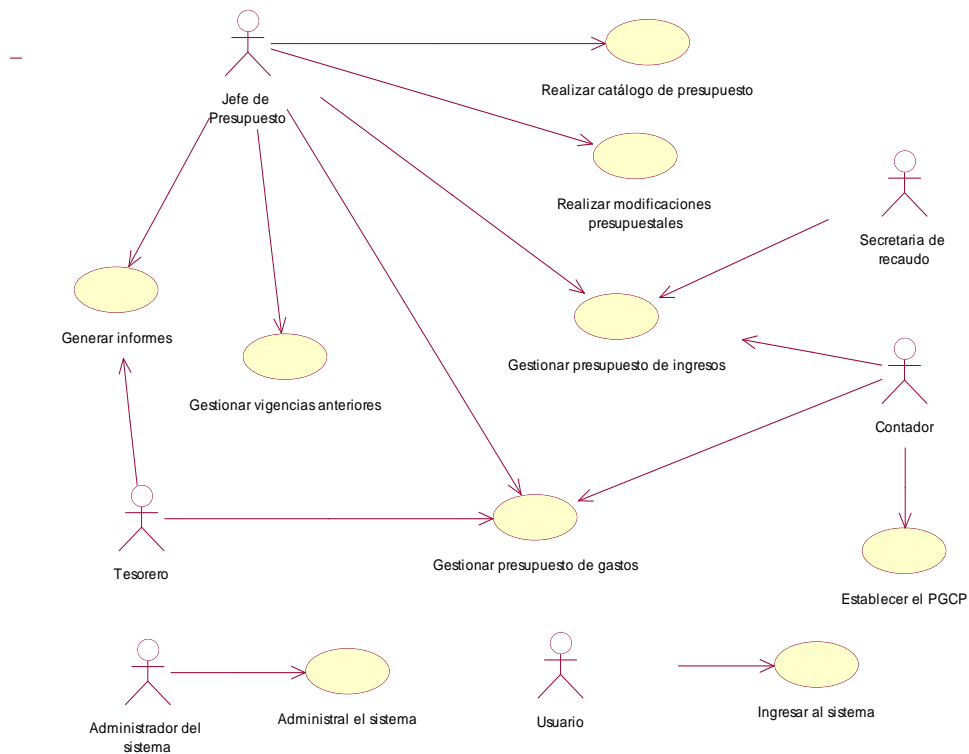 Jefe de
Presupuesto
Realizar catálogo de presupuesto
Realizar modificaciones
presupuestales
Secretaria de
recaudo
Generar informes
Gestionar presupuesto de ingresos
Gestionar vigencias anteriores
Contador
Tesorero
Gestionar presupuesto de gastos
Establecer el PGCP
Administrador del
sistema
Administral el sistema
Usuario
Ingresar al sistema